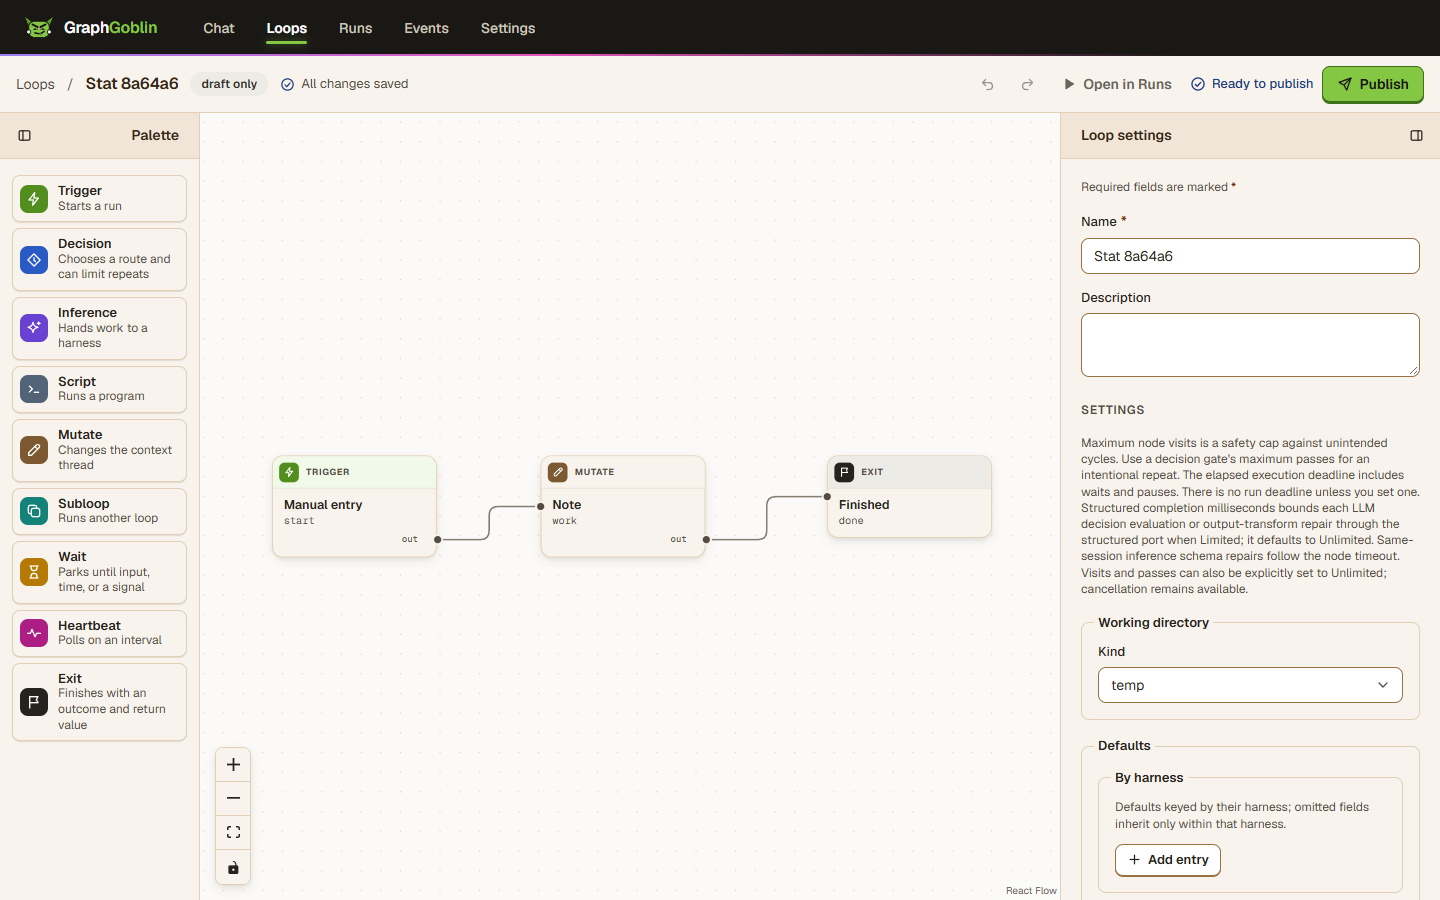 GraphGoblin
Chat
Loops
Runs
Events
Settings
Loops / Stat 8a64a6
draft only
All changes saved
Open in Runs
Ready to publish
Publish
Palette
Trigger
Starts a run
Decision
Chooses a route and
can limit repeats
Inference
Hands work to a
harness
Script
Runs a program
Mutate
Changes the context
thread
Subloop
Runs another loop
Wait
Parks until input,
time, or a signal
Heartbeat
Polls on an interval
Exit
Finishes with an
outcome and return
value
TRIGGER
Manual entry
start
out
MUTATE
Note
work
out
EXIT
Finished
done
React Flow
Loop settings
Required fields are marked *
Name *
Stat 8a64a6
Description
SETTINGS
Maximum node visits is a safety cap against unintended
cycles. Use a decision gate's maximum passes for an
intentional repeat. The elapsed execution deadline includes
waits and pauses. There is no run deadline unless you set one.
Structured completion milliseconds bounds each LLM
decision evaluation or output-transform repair through the
structured port when Limited; it defaults to Unlimited. Same-
session inference schema repairs follow the node timeout.
Visits and passes can also be explicitly set to Unlimited;
cancellation remains available.
Working directory
Kind
temp
Defaults
By harness
Defaults keyed by their harness; omitted fields
inherit only within that harness.
Add entry